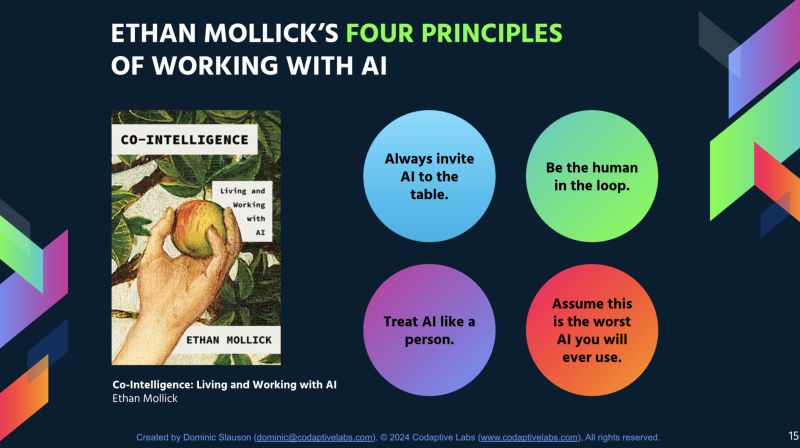 ETHAN MOLLICK’S FOUR PRINCIPLES
OF WORKING WITH AI
CO-INTELLIGENCE
Living and
Working
with
AI
ETHAN MOLLICK
Co-Intelligence: Living and Working with AI
Ethan Mollick
Always invite
AI to the
table.
Be the human
in the loop.
Treat AI like a
person.
Assume this
is the worst
AI you will
ever use.
Created by Dominic Slauson (dominic@codaptivelabs.com). © 2024 Codaptive Labs (www.codaptivelabs.com), All rights reserved.
15